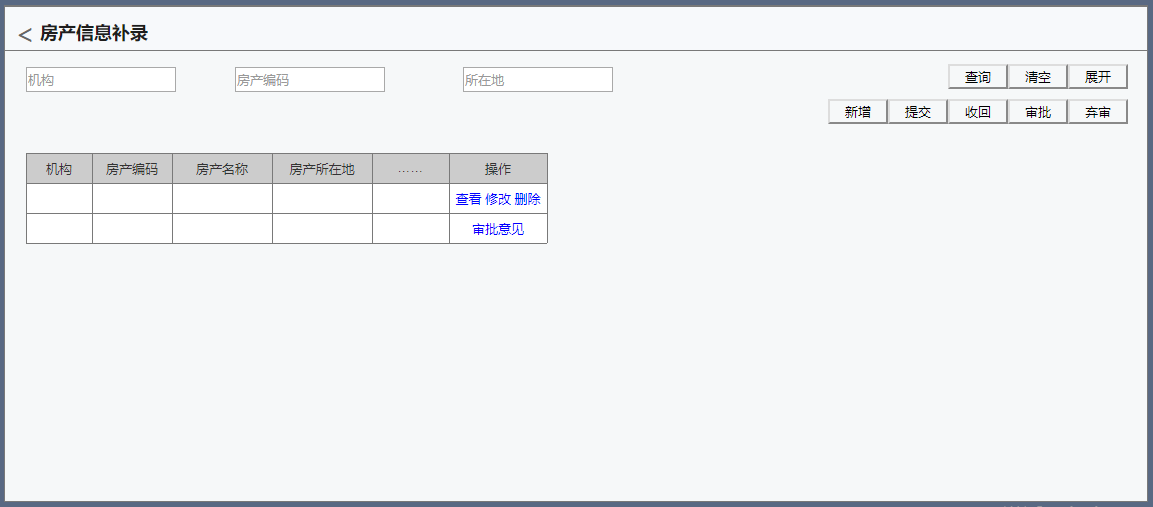 < 房产信息补录
机构 房产编码 所在地 查询 清空 展开
新增 提交 收回 审批 弃审
机构 房产编码 房产名称 房产所在地 …… 操作
查看 修改 删除
审批意见